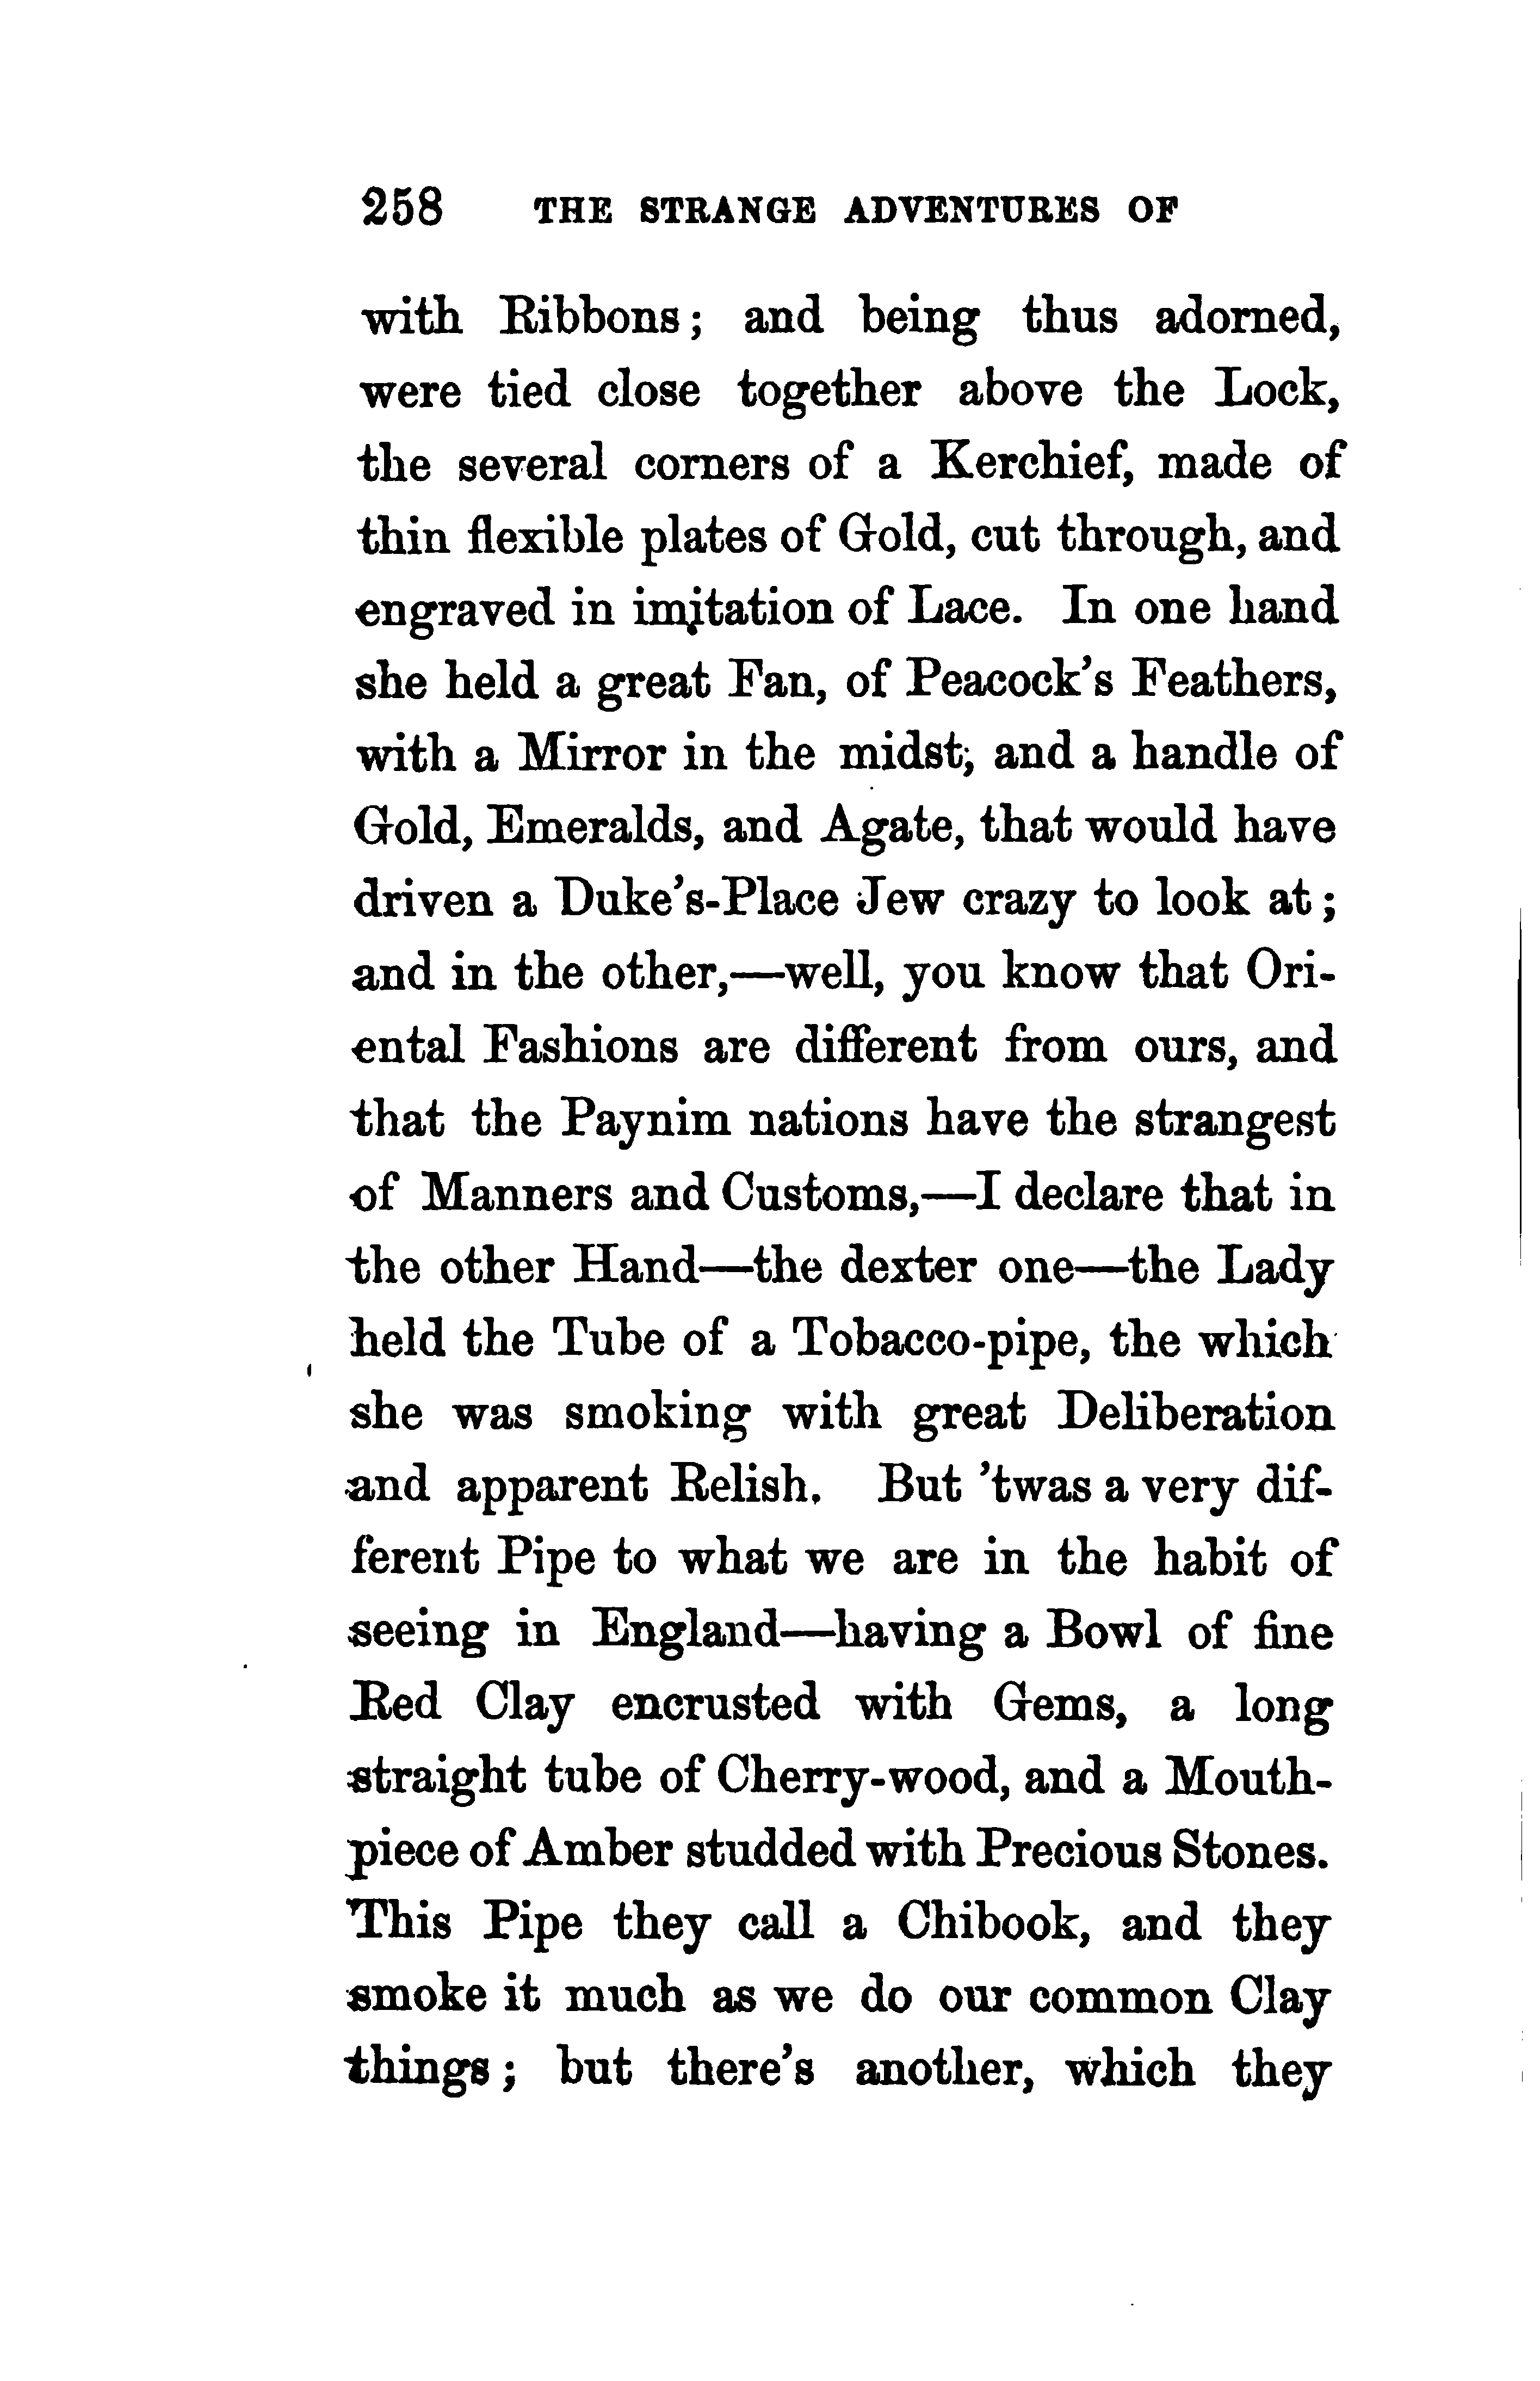 258 THE STRANGE ADVENTURES OF
with Ribbons; and being thus adorned,
were tied close together above the Lock,
the several corners of a Kerchief, made of
thin flexible plates of Gold, cut through, and
engraved in imitation of Lace. In one hand
she held a great Fan, of Peacock's Feathers,
with a Mirror in the midst, and a handle of
Gold, Emeralds, and Agate, that would have
driven a Duke's-Place Jew crazy to look at;
and in the other,—well, you know that Ori-
ental Fashions are different from ours, and
that the Paynim nations have the strangest
of Manners and Customs,—I declare that in
the other Hand—the dexter one—the Lady
held the Tube of a Tobacco-pipe, the which
she was smoking with great Deliberation
and apparent Relish. But 'twas a very dif-
ferent Pipe to what we are in the habit of
seeing in England—having a Bowl of fine
Red Clay encrusted with Gems, a long
straight tube of Cherry-wood, and a Mouth-
piece of Amber studded with Precious Stones.
This Pipe they call a Chibook, and they
smoke it much as we do our common Clay
things; but there's another, which they